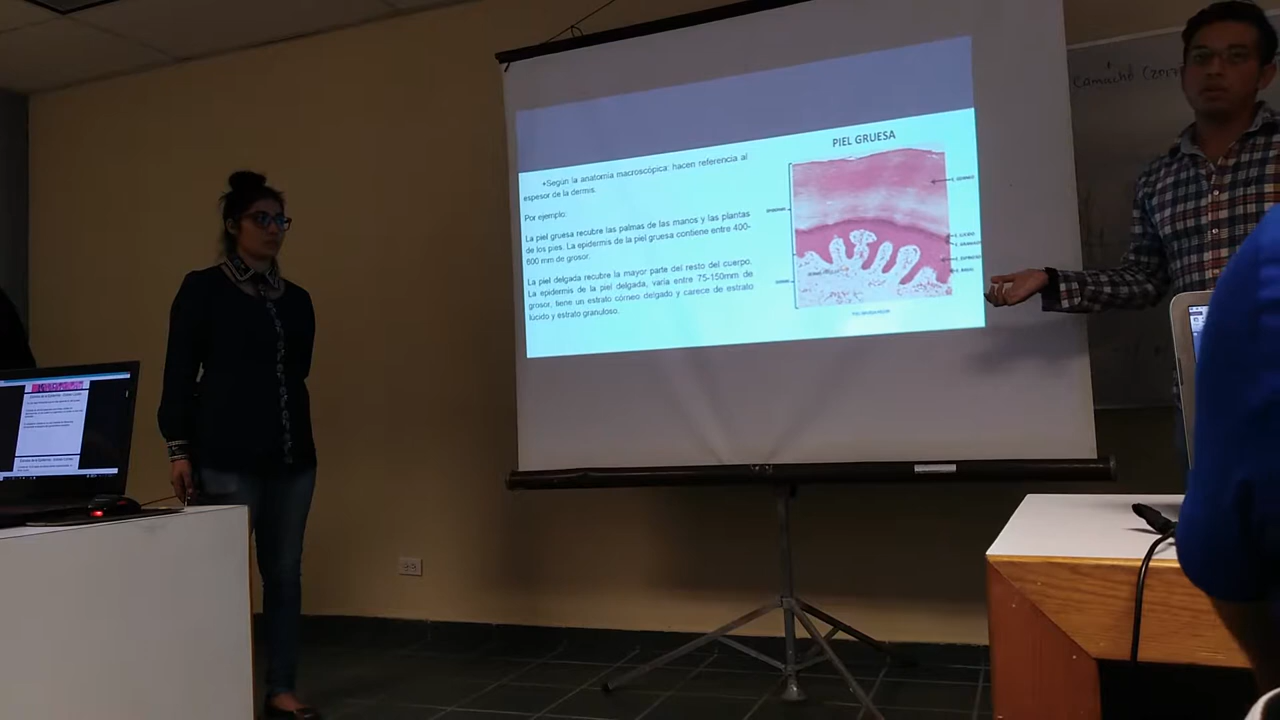 •Según la anatomía macroscópica: hacen referencia al
espesor de la dermis.
Por ejemplo:
La piel gruesa recubre las palmas de las manos y las plantas
de los pies. La epidermis de la piel gruesa contiene entre 400-
600 mm de grosor.
La piel delgada recubre la mayor parte del resto del cuerpo.
La epidermis de la piel delgada, varía entre 75-150mm de
grosor, tiene un estrato córneo delgado y carece de estrato
lúcido y estrato granuloso.
PIEL GRUESA
Camacho (2017